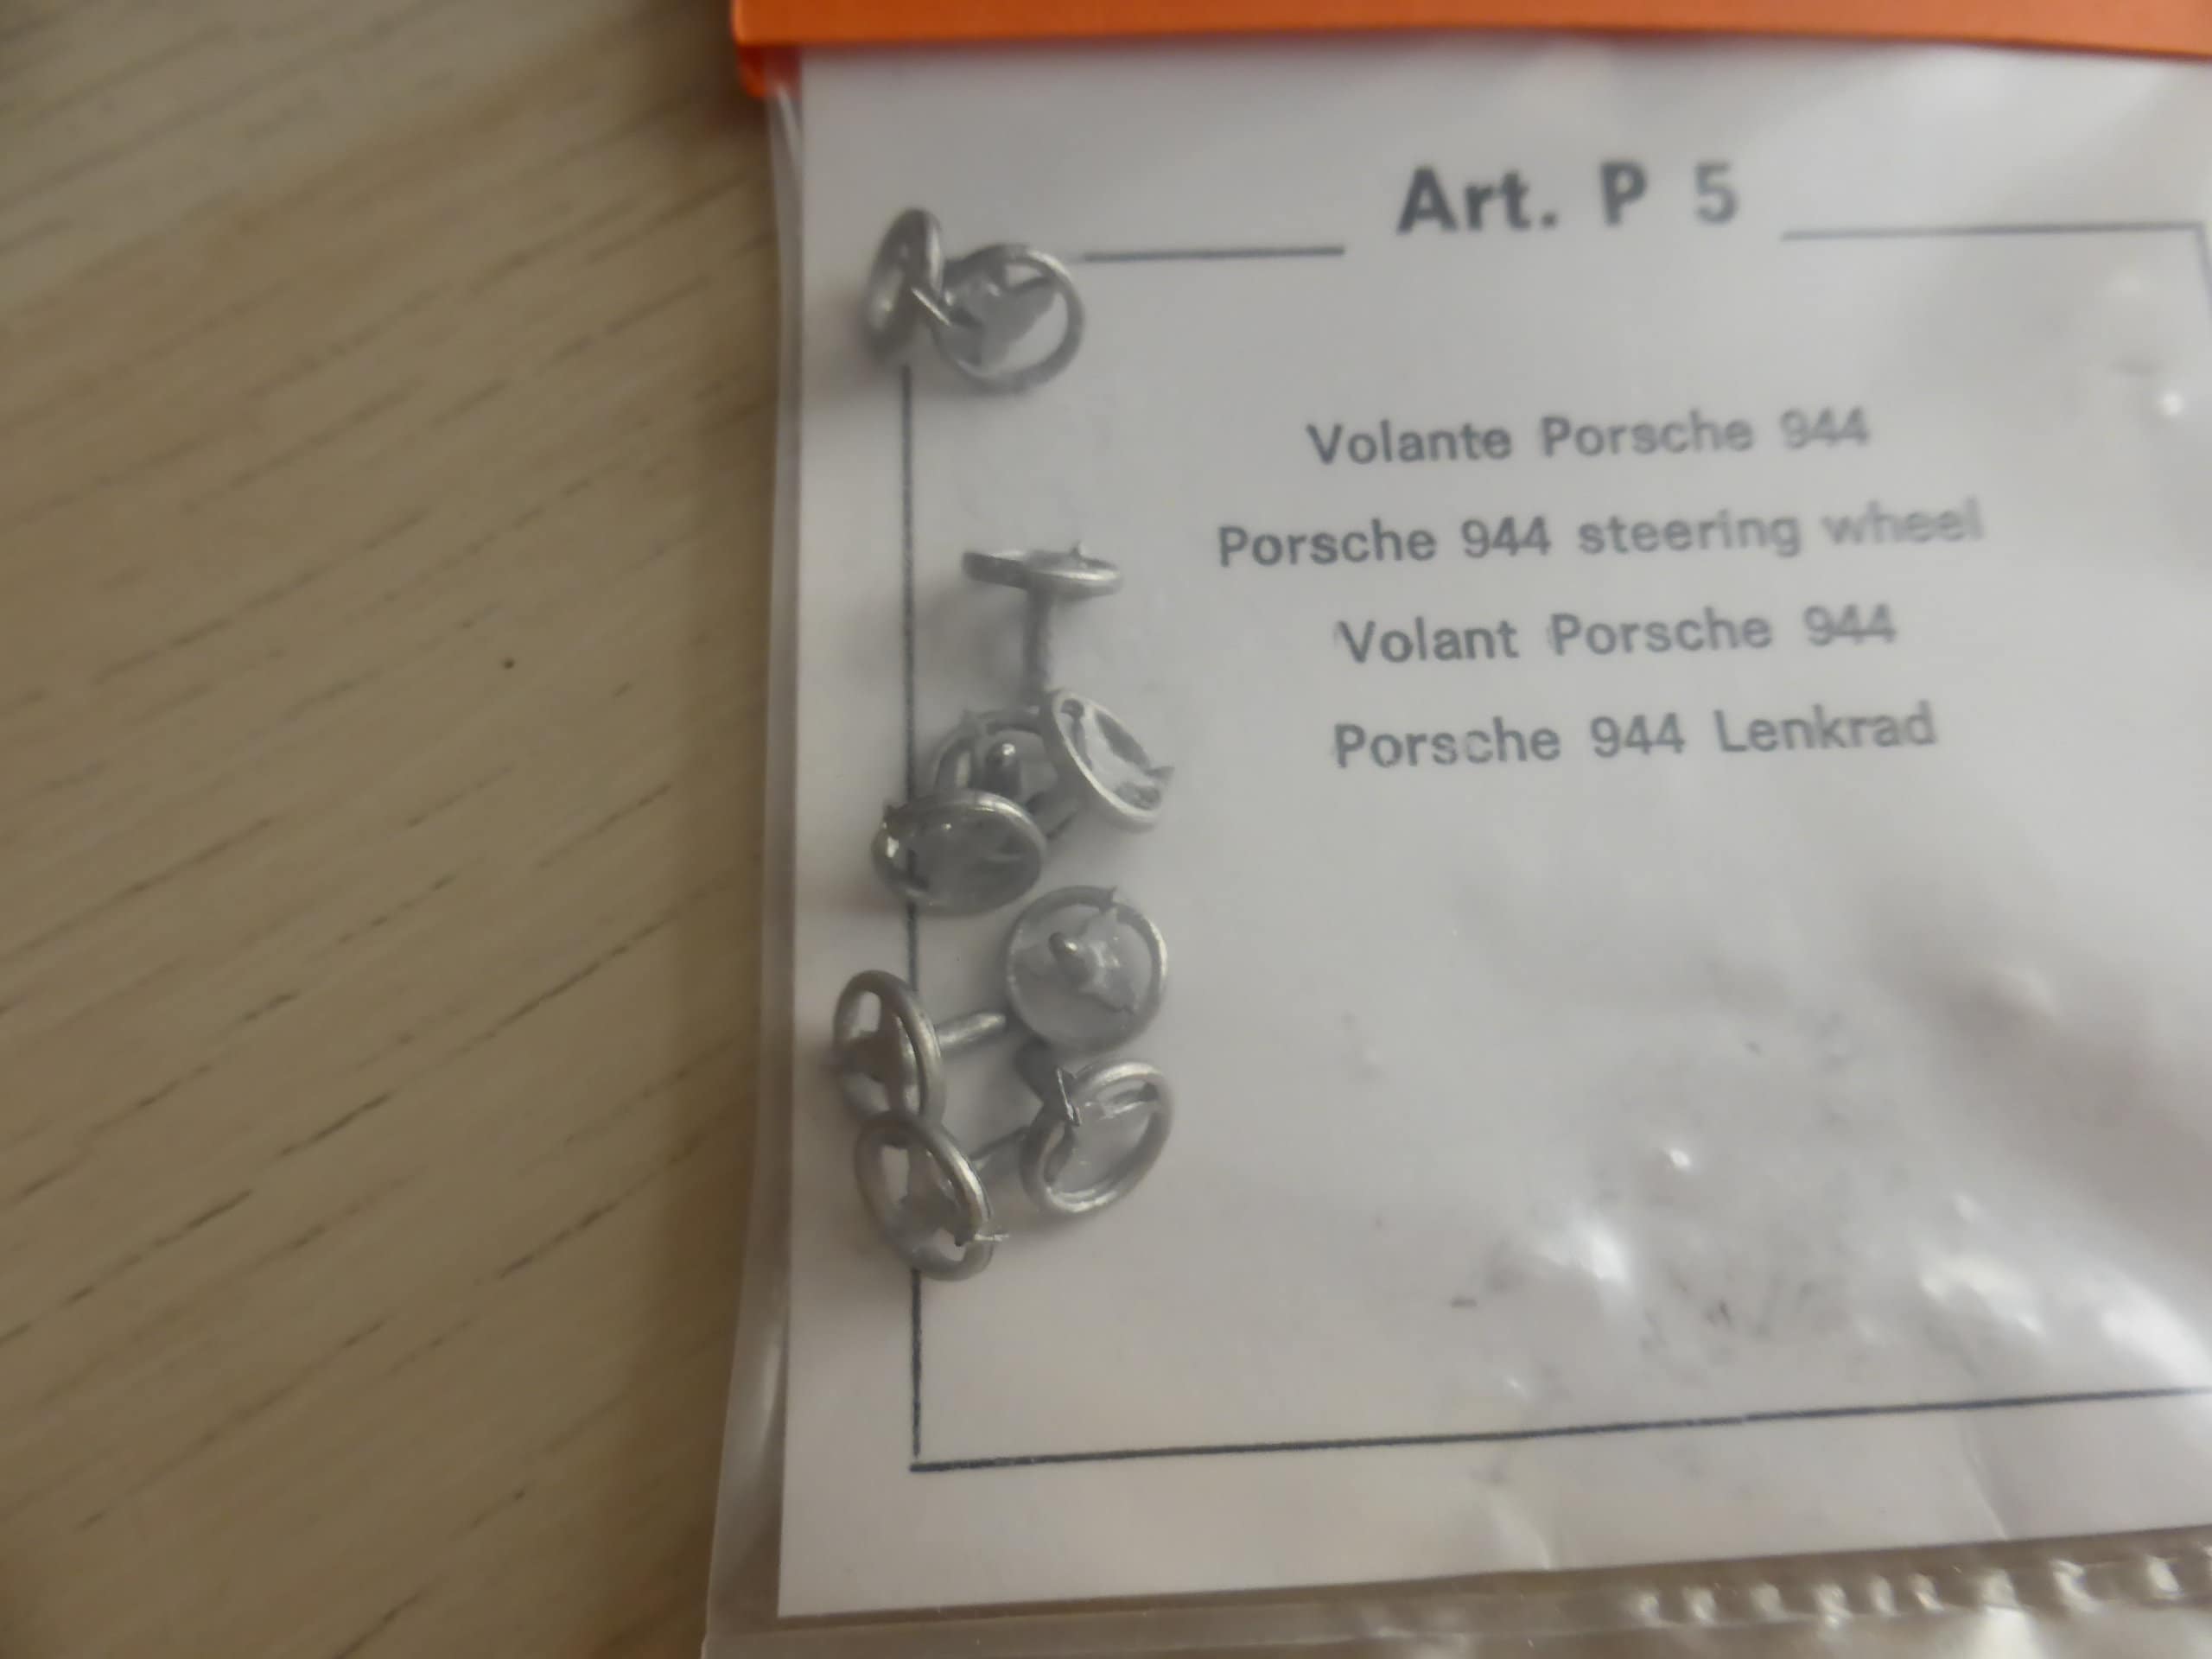 Art. P 5
Volante Porsche 944
Porsche 944 steering wheel
Volant Porsche 944
Porsche 944 Lenkrad